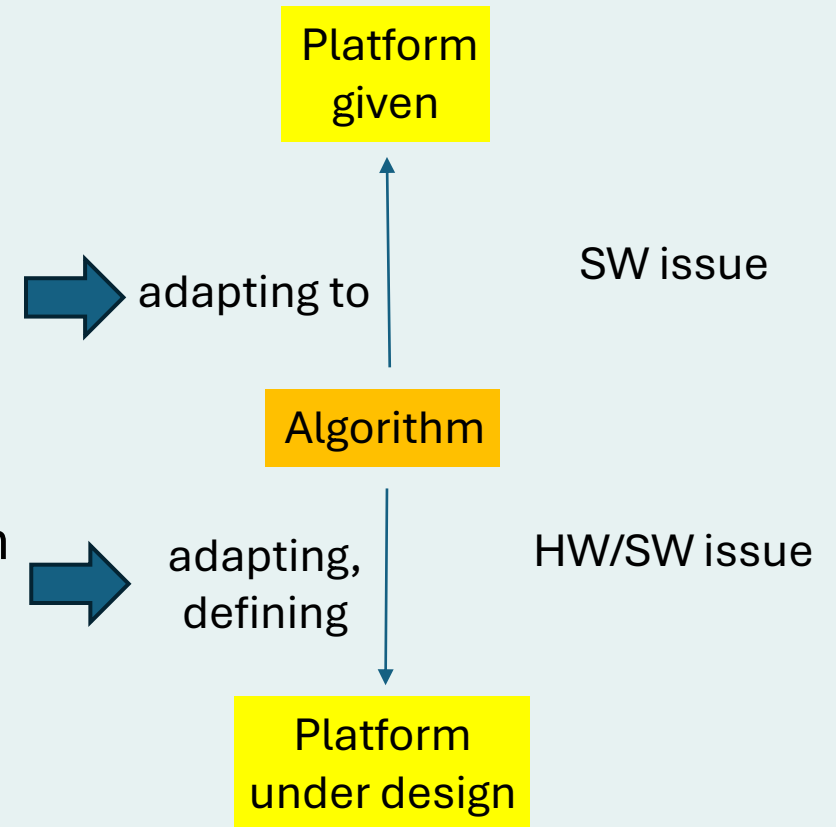 Platform
given
SW issue
adapting to
Algorithm
HW/SW issue
adapting,
defining
Platform
under design